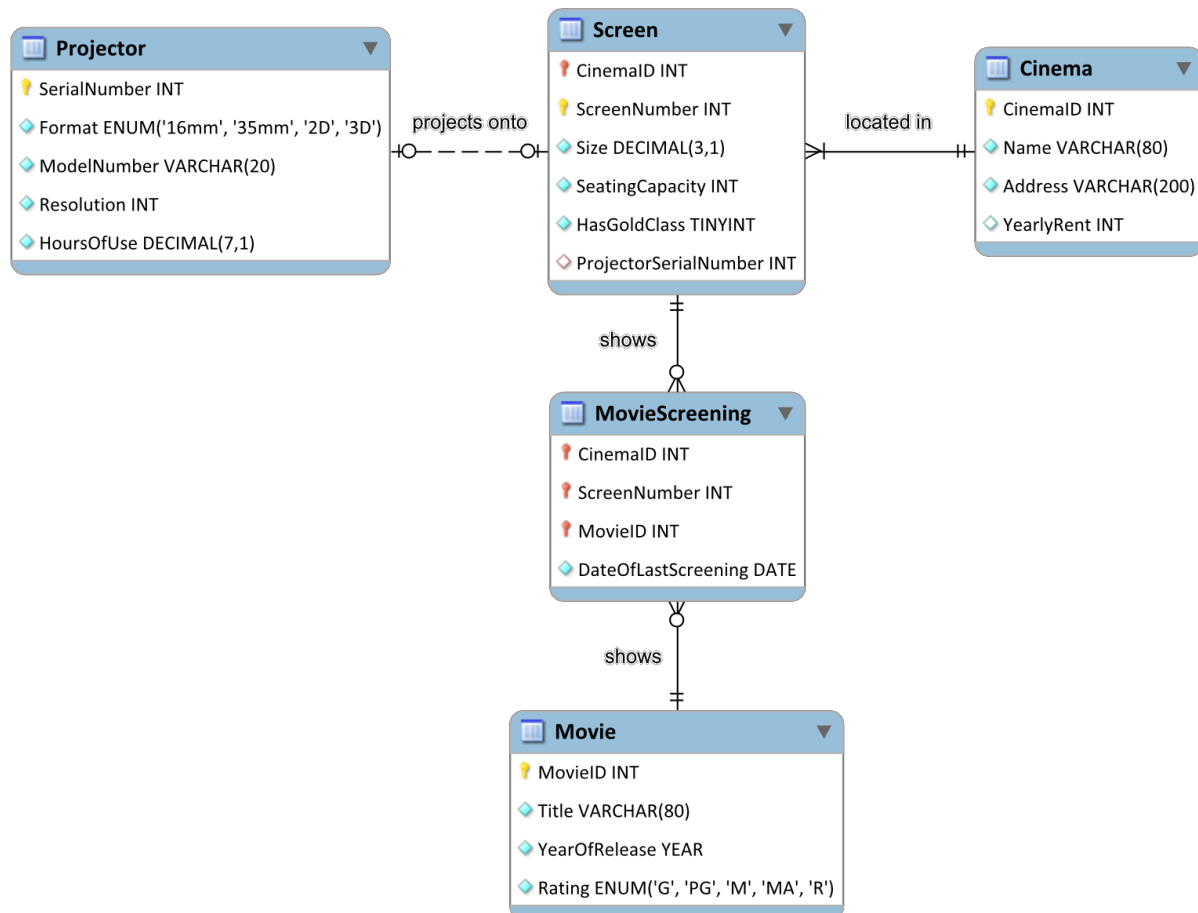 Projector
SerialNumber INT
Format ENUM('16mm', '35mm', '2D', '3D')
ModelNumber VARCHAR(20)
Resolution INT
HoursOfUse DECIMAL(7,1)
projects onto
Screen
CinemaID INT
ScreenNumber INT
Size DECIMAL(3,1)
SeatingCapacity INT
HasGoldClass TINYINT
ProjectorSerialNumber INT
located in
Cinema
CinemaID INT
Name VARCHAR(80)
Address VARCHAR(200)
YearlyRent INT
shows
MovieScreening
CinemaID INT
ScreenNumber INT
MovieID INT
DateOfLastScreening DATE
shows
Movie
MovieID INT
Title VARCHAR(80)
YearOfRelease YEAR
Rating ENUM('G', 'PG', 'M', 'MA', 'R')